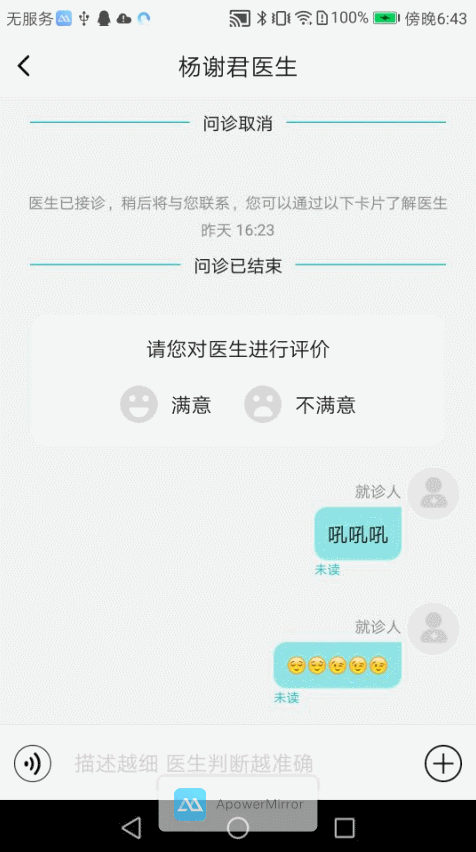 无服务 100% 傍晚6:43
杨谢君医生
问诊取消
医生已接诊，稍后将与您联系，您可以通过以下卡片了解医生
昨天 16:23
问诊已结束
请您对医生进行评价
满意 不满意
就诊人
吼吼吼
未读
就诊人
😌😌😉😉😉
未读
描述越细 医生判断越准确
ApowerMirror